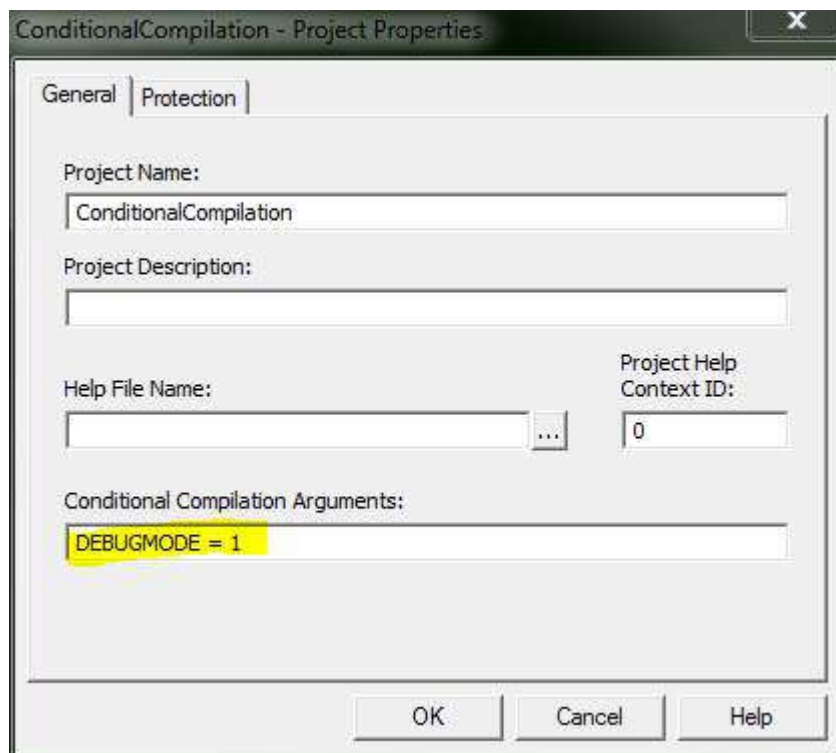 ConditionalCompilation - Project Properties
General
Protection
Project Name:
ConditionalCompilation
Project Description:
Project Help
Context ID:
Help File Name:
...
0
Conditional Compilation Arguments:
DEBUGMODE = 1
OK
Cancel
Help